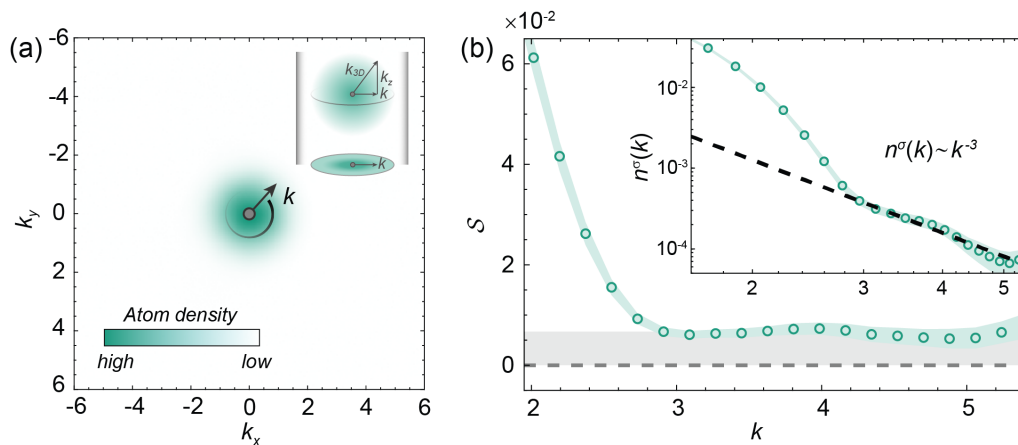 (a)
-6
-4
-2
0
2
4
6
k_y
k_3D
k_z
k
k
k
Atom density
high low
-6 -4 -2 0 2 4 6
k_x
(b)
×10⁻²
6
4
2
0
S
2 3 4 5
k
10⁻²
10⁻³
10⁻⁴
n^σ(k)
n^σ(k)~k⁻³
2 3 4 5